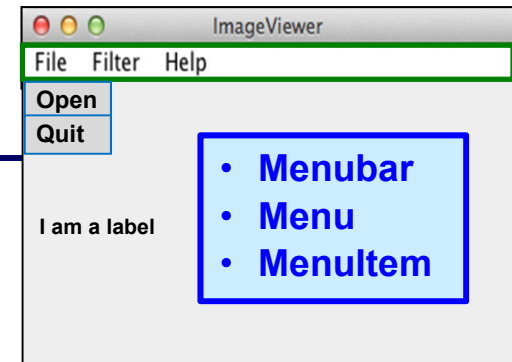 ImageViewer
File Filter Help
Open
Quit
I am a label
• Menubar
• Menu
• MenuItem